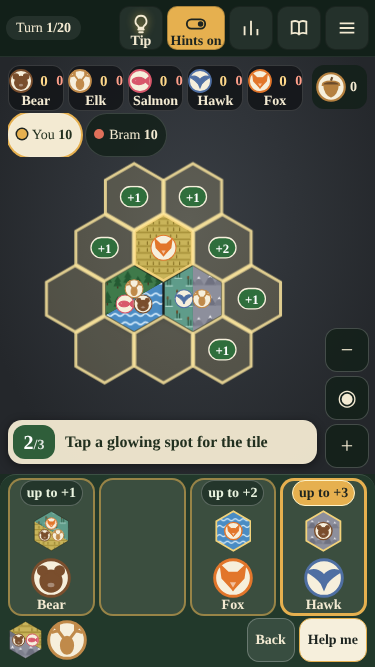 Turn 1/20
Tip
Hints on
0 0
Bear
0 0
Elk
0 0
Salmon
0 0
Hawk
0 0
Fox
0
You 10
Bram 10
+1
+1
+1
+2
+1
+1
−
+
2/3
Tap a glowing spot for the tile
up to +1
up to +2
up to +3
Bear
Fox
Hawk
Back
Help me